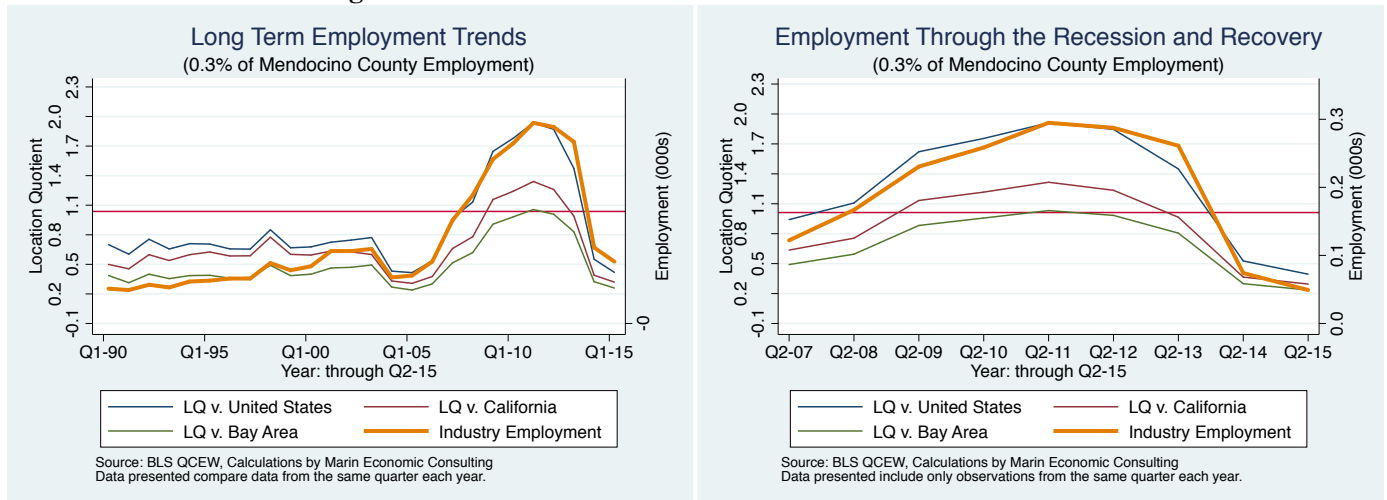 Long Term Employment Trends
(0.3% of Mendocino County Employment)
Location Quotient
-0.1 0.2 0.5 0.8 1.1 1.4 1.7 2.0 2.3
Employment (000s)
-0
Q1-90 Q1-95 Q1-00 Q1-05 Q1-10 Q1-15
Year: through Q2-15
LQ v. United States LQ v. California
LQ v. Bay Area Industry Employment
Source: BLS QCEW, Calculations by Marin Economic Consulting
Data presented compare data from the same quarter each year.
Employment Through the Recession and Recovery
(0.3% of Mendocino County Employment)
Location Quotient
-0.1 0.2 0.5 0.8 1.1 1.4 1.7 2.0 2.3
Employment (000s)
0.0 0.1 0.2 0.3
Q2-07 Q2-08 Q2-09 Q2-10 Q2-11 Q2-12 Q2-13 Q2-14 Q2-15
Year: through Q2-15
LQ v. United States LQ v. California
LQ v. Bay Area Industry Employment
Source: BLS QCEW, Calculations by Marin Economic Consulting
Data presented include only observations from the same quarter each year.